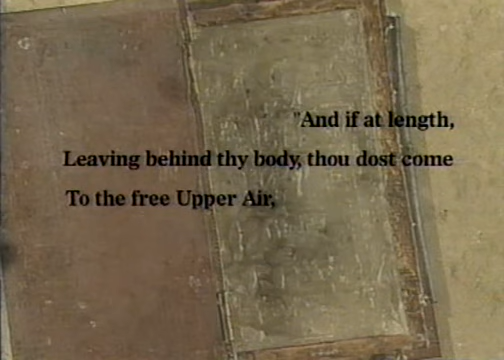 "And if at length,
Leaving behind thy body, thou dost come
To the free Upper Air,